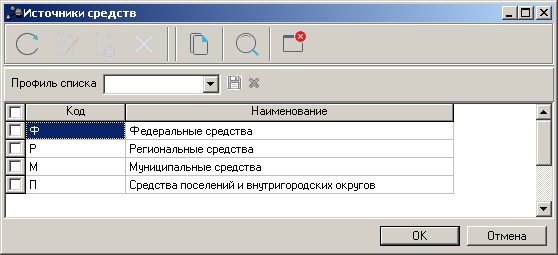 Источники средств
Профиль списка
Код Наименование
Ф Федеральные средства
Р Региональные средства
М Муниципальные средства
П Средства поселений и внутригородских округов
OK Отмена